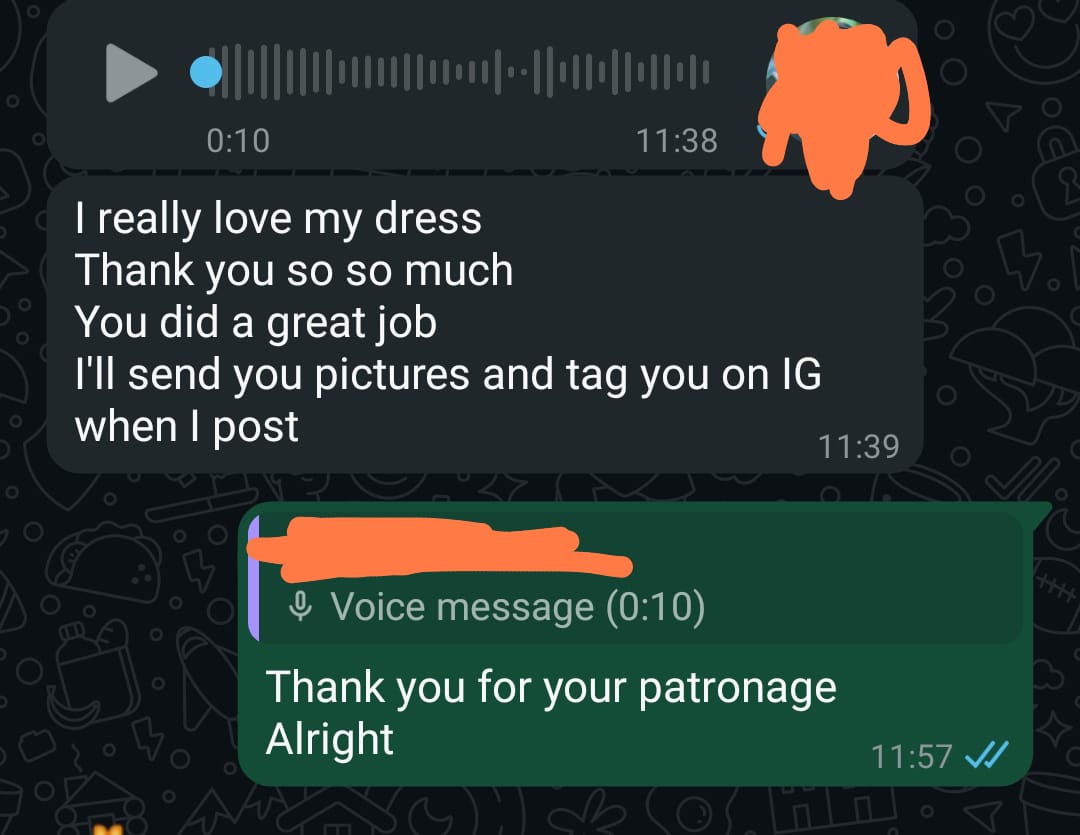 0:10
11:38
I really love my dress
Thank you so so much
You did a great job
I'll send you pictures and tag you on IG
when I post
11:39
Voice message (0:10)
Thank you for your patronage
Alright
11:57